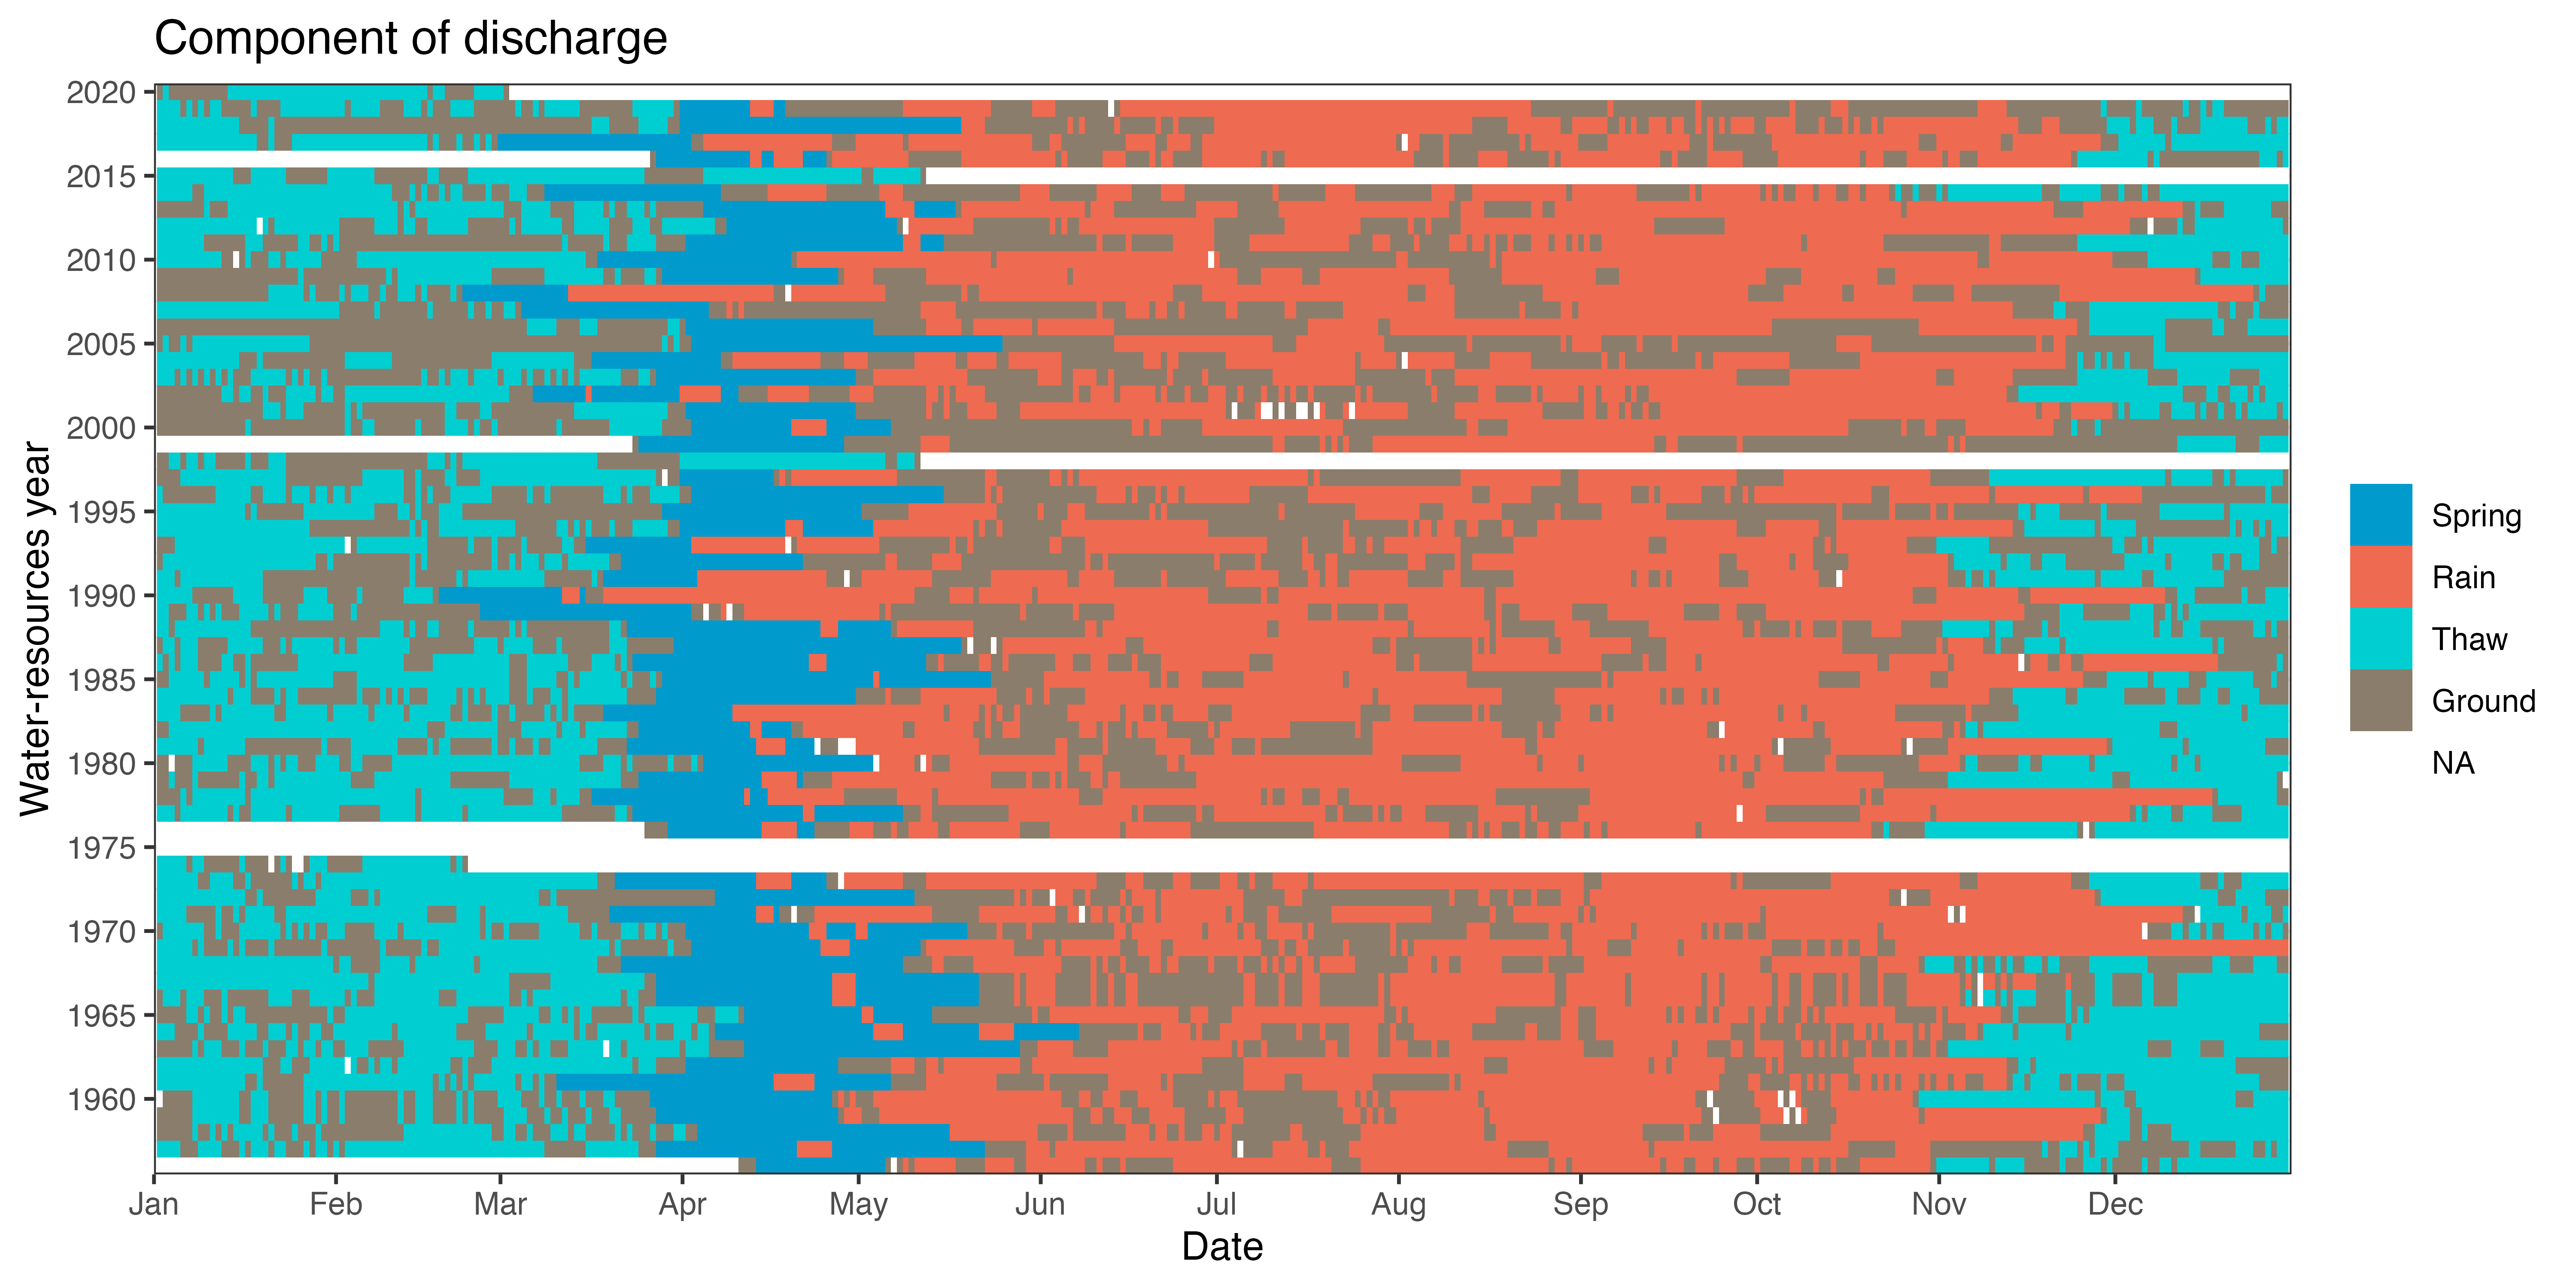 Component of discharge
Water-resources year
2020
2015
2010
2005
2000
1995
1990
1985
1980
1975
1970
1965
1960
Jan Feb Mar Apr May Jun Jul Aug Sep Oct Nov Dec
Date
Spring
Rain
Thaw
Ground
NA